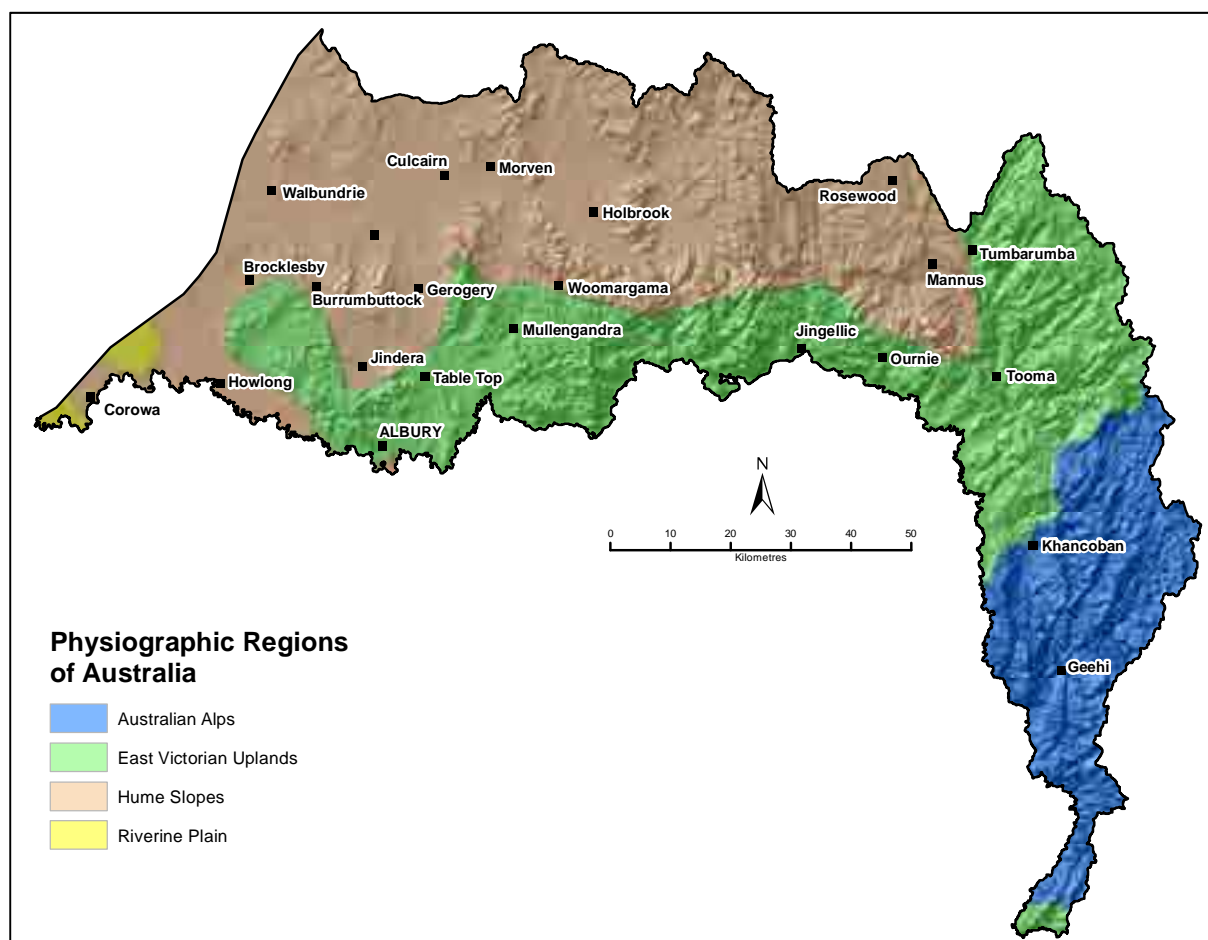 Culcairn
Morven
Walbundrie
Rosewood
Holbrook
Tumbarumba
Brocklesby
Mannus
Burrumbuttock
Gerogery
Woomargama
Mullengandra
Jingellic
Jindera
Ournie
Table Top
Tooma
Howlong
Corowa
ALBURY
N
0 10 20 30 40 50
Kilometres
Khancoban
Geehi
Physiographic Regions
of Australia
Australian Alps
East Victorian Uplands
Hume Slopes
Riverine Plain